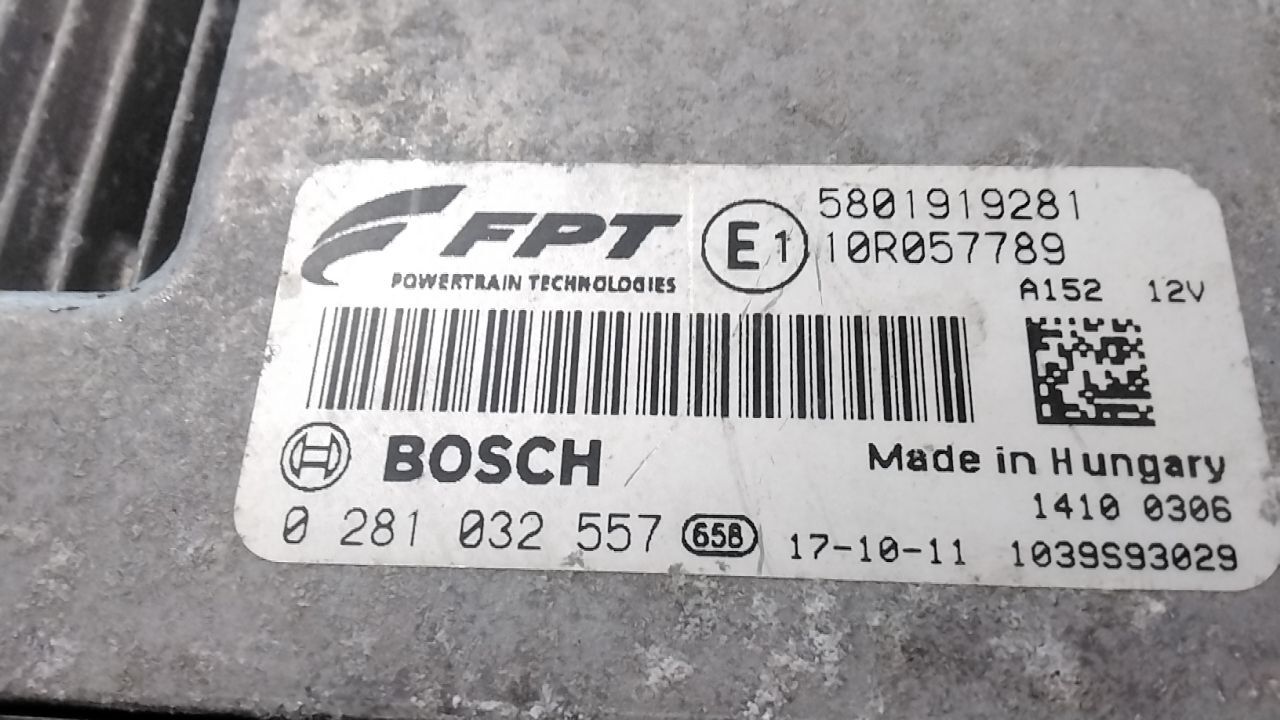 FPT
POWERTRAIN TECHNOLOGIES
E1
5801919281
10R057789
A152 12V
BOSCH
Made in Hungary
1410 0306
0 281 032 557 658 17-10-11 1039S93029